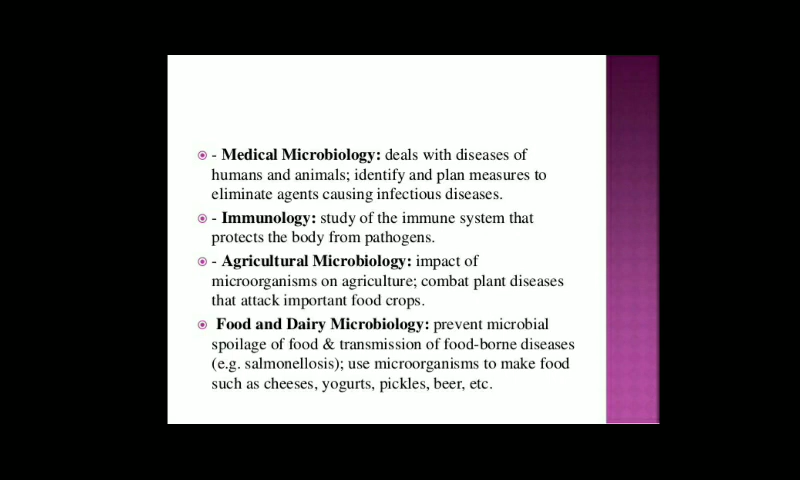 - Medical Microbiology: deals with diseases of
humans and animals; identify and plan measures to
eliminate agents causing infectious diseases.
- Immunology: study of the immune system that
protects the body from pathogens.
- Agricultural Microbiology: impact of
microorganisms on agriculture; combat plant diseases
that attack important food crops.
Food and Dairy Microbiology: prevent microbial
spoilage of food & transmission of food-borne diseases
(e.g. salmonellosis); use microorganisms to make food
such as cheeses, yogurts, pickles, beer, etc.